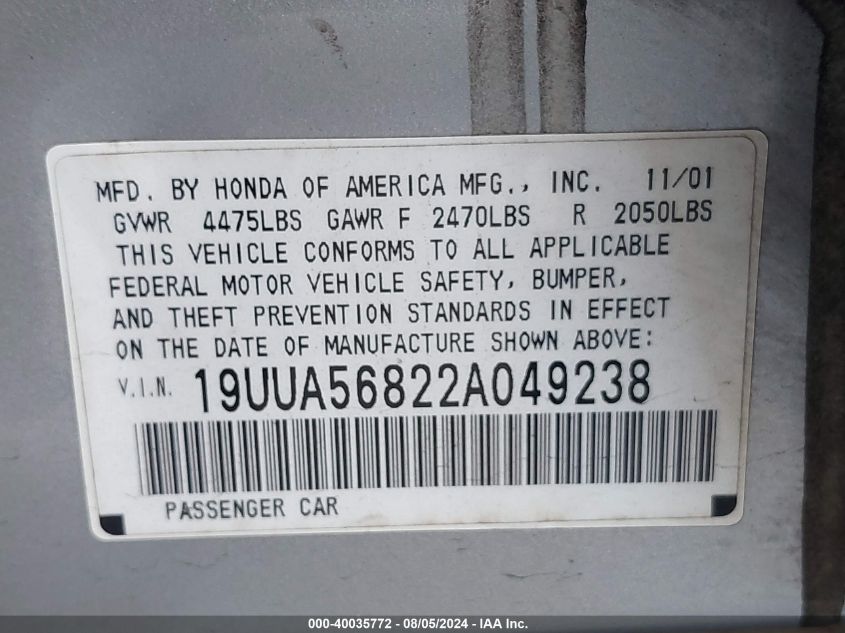 MFD. BY HONDA OF AMERICA MFG., INC. 11/01
GVWR 4475LBS GAWR F 2470LBS R 2050LBS
THIS VEHICLE CONFORMS TO ALL APPLICABLE
FEDERAL MOTOR VEHICLE SAFETY, BUMPER,
AND THEFT PREVENTION STANDARDS IN EFFECT
ON THE DATE OF MANUFACTURE SHOWN ABOVE:
V.I.N. 19UUA56822A049238
PASSENGER CAR
000-40035772 - 08/05/2024 - IAA Inc.